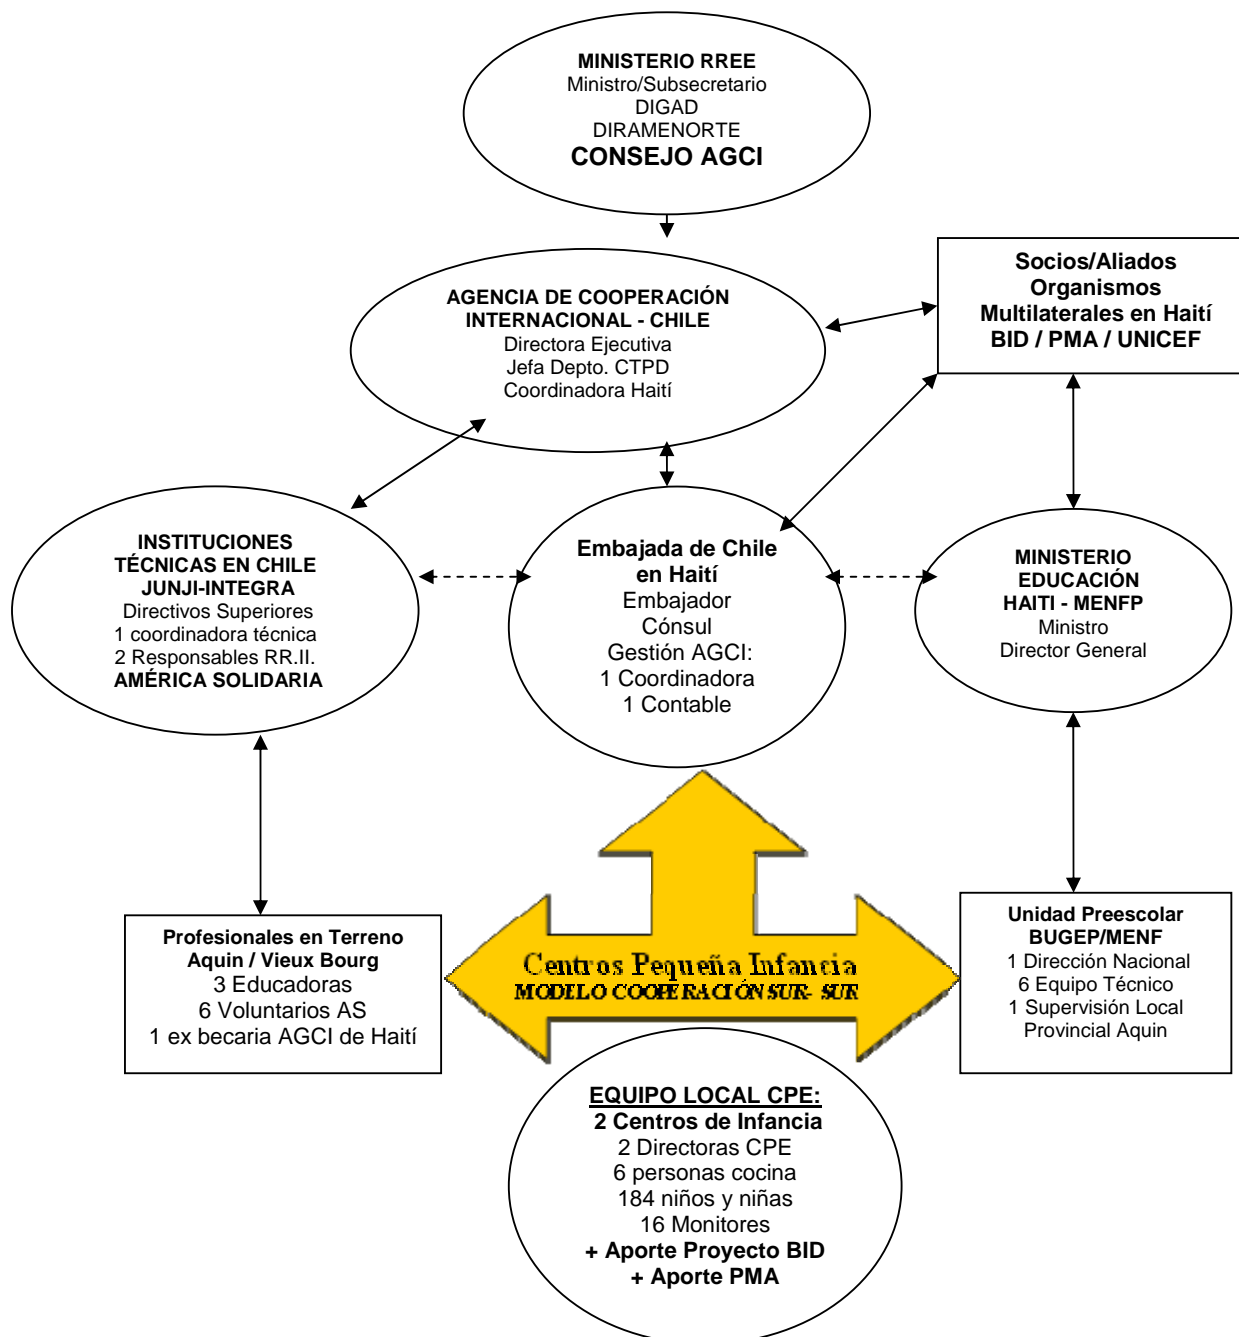 MINISTERIO RREE
Ministro/Subsecretario
DIGAD
DIRAMENORTE
CONSEJO AGCI
AGENCIA DE COOPERACIÓN
INTERNACIONAL - CHILE
Directora Ejecutiva
Jefa Depto. CTPD
Coordinadora Haití
Socios/Aliados
Organismos
Multilaterales en Haití
BID / PMA / UNICEF
INSTITUCIONES
TÉCNICAS EN CHILE
JUNJI-INTEGRA
Directivos Superiores
1 coordinadora técnica
2 Responsables RR.II.
AMÉRICA SOLIDARIA
Embajada de Chile
en Haití
Embajador
Cónsul
Gestión AGCI:
1 Coordinadora
1 Contable
MINISTERIO
EDUCACIÓN
HAITI - MENFP
Ministro
Director General
Profesionales en Terreno
Aquin / Vieux Bourg
3 Educadoras
6 Voluntarios AS
1 ex becaria AGCI de Haití
Centros Pequeña Infancia
MODELO COOPERACIÓN SUR- SUR
Unidad Preescolar
BUGEP/MENF
1 Dirección Nacional
6 Equipo Técnico
1 Supervisión Local
Provincial Aquin
EQUIPO LOCAL CPE:
2 Centros de Infancia
2 Directoras CPE
6 personas cocina
184 niños y niñas
16 Monitores
+ Aporte Proyecto BID
+ Aporte PMA